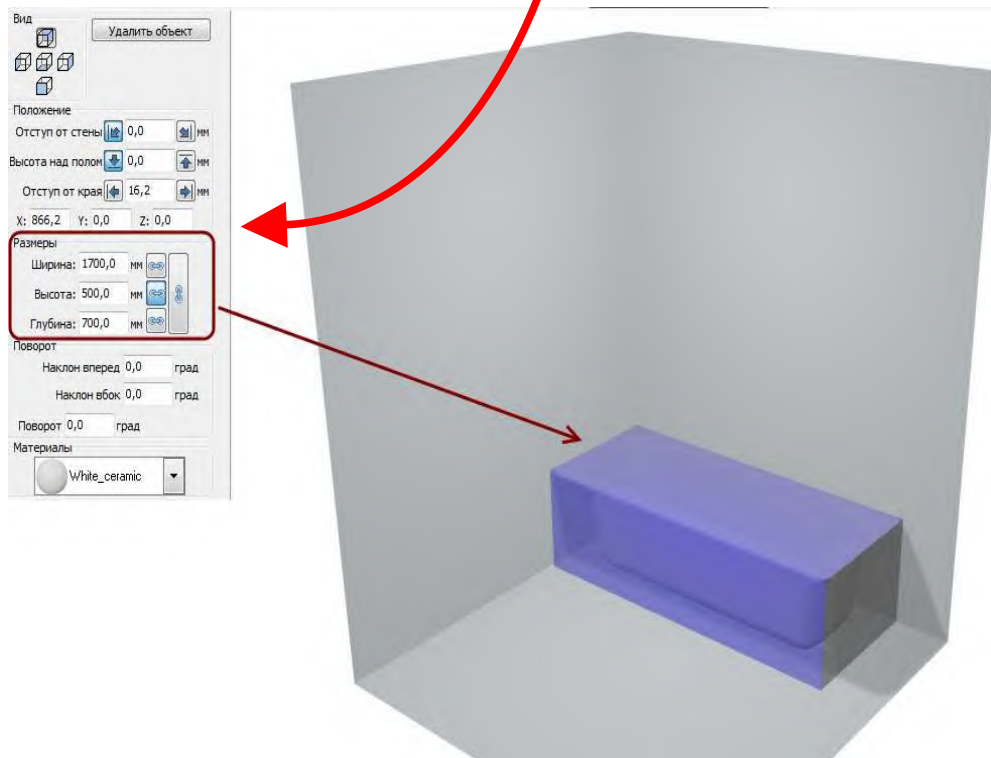 Вид
Удалить объект
Положение
Отступ от стены 0,0 мм
Высота над полом 0,0 мм
Отступ от края 16,2 мм
X: 866,2 Y: 0,0 Z: 0,0
Размеры
Ширина: 1700,0 мм
Высота: 500,0 мм
Глубина: 700,0 мм
Поворот
Наклон вперед 0,0 град
Наклон вбок 0,0 град
Поворот 0,0 град
Материалы
White_ceramic